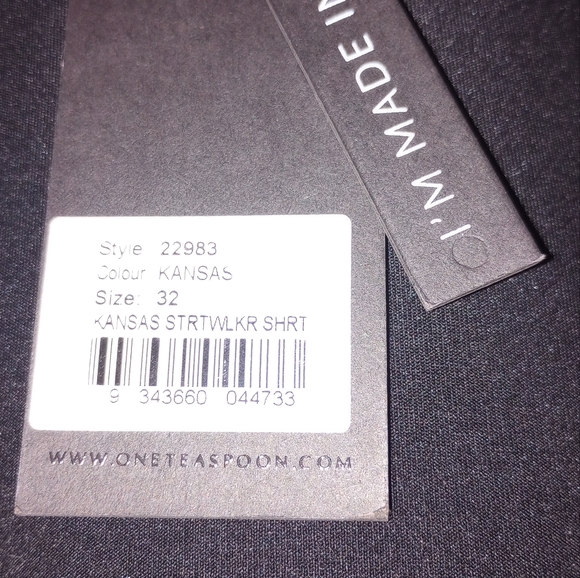 I'M MADE IN
Style 22983
Colour KANSAS
Size: 32
KANSAS STRTWLKR SHRT
9 343660 044733
WWW.ONETEASPOON.COM